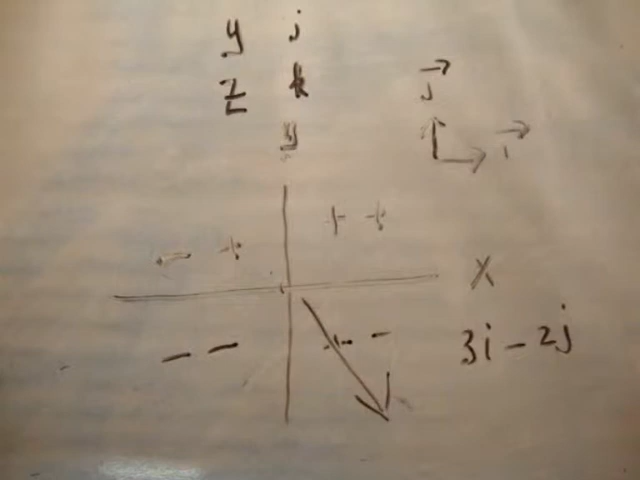 y j
z k
y
j
i
- + + +
x
- - + -
3i - 2j